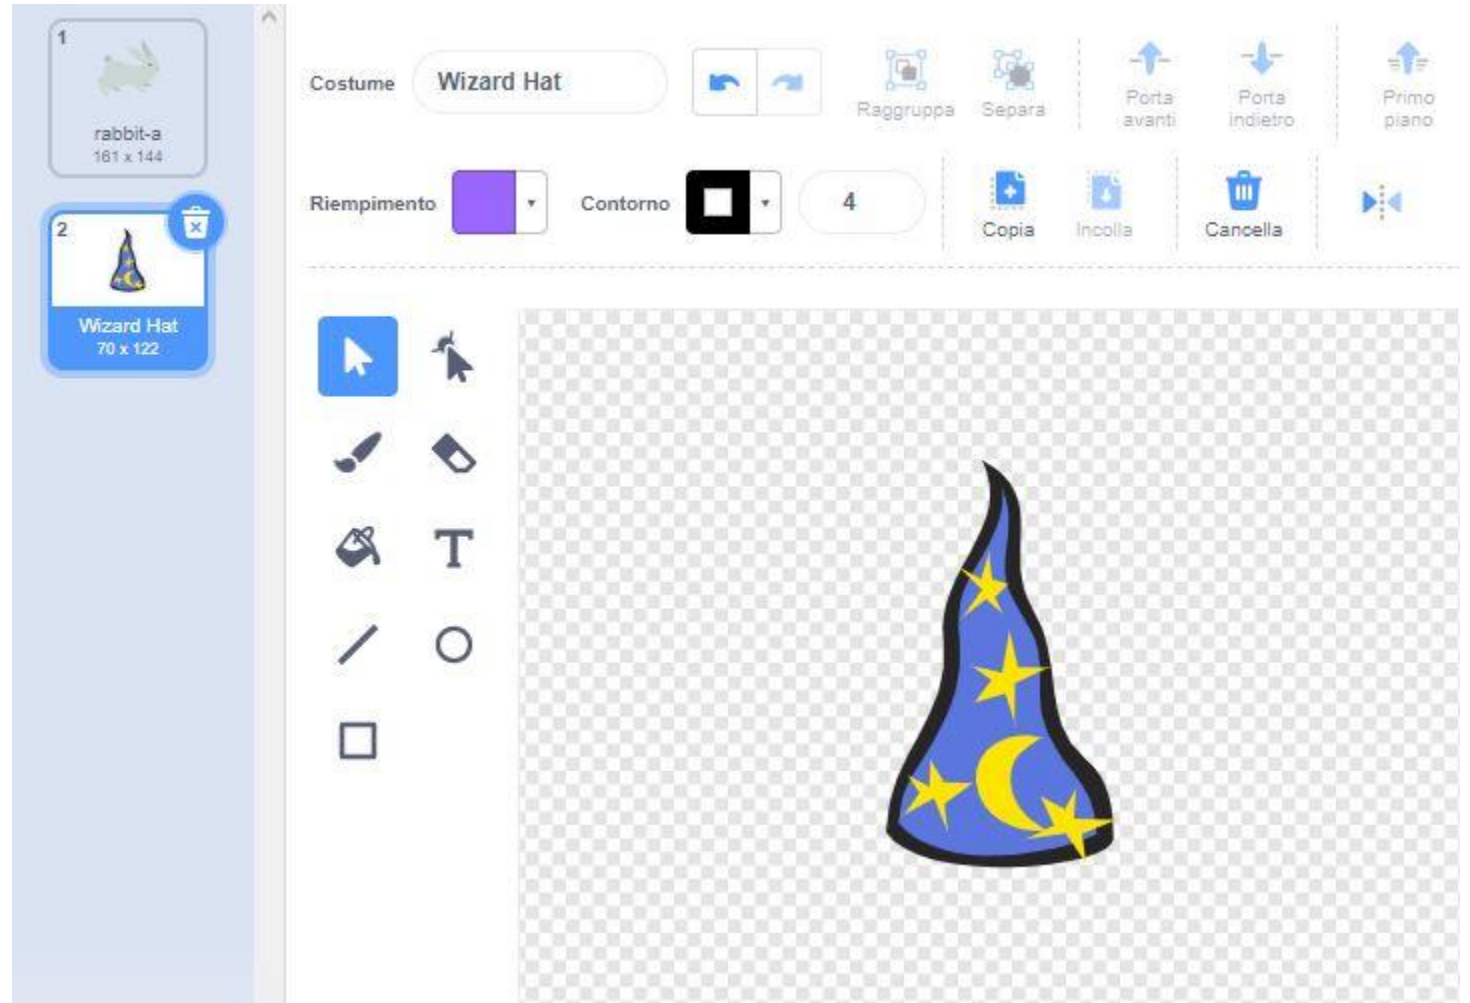 1
rabbit-a
161 x 144
2
Wizard Hat
70 x 122
Costume
Wizard Hat
Raggruppa
Separa
Porta
avanti
Porta
indietro
Primo
piano
Riempimento
Contorno
4
Copia
Incolla
Cancella
T